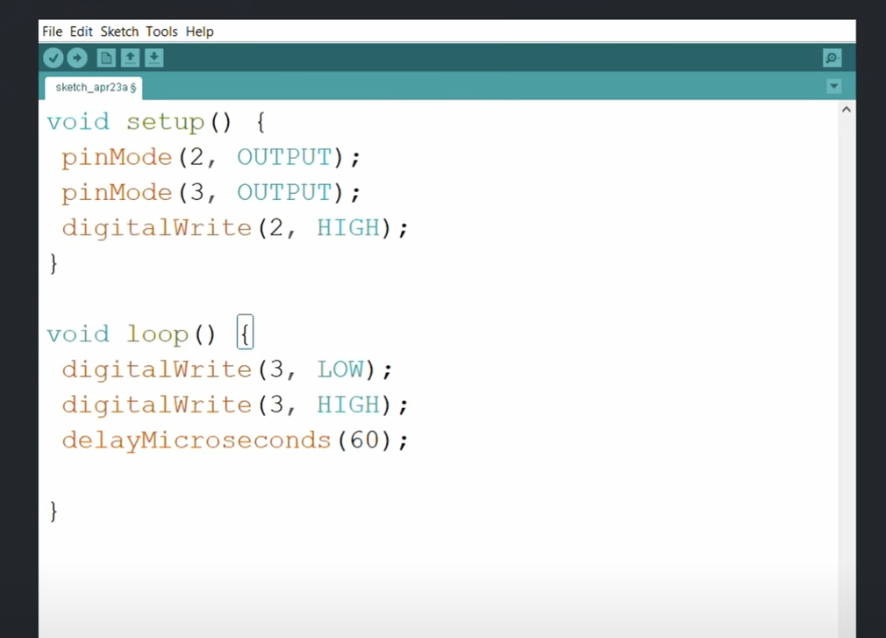 File Edit Sketch Tools Help
sketch_apr23a §
void setup() {
 pinMode(2, OUTPUT);
 pinMode(3, OUTPUT);
 digitalWrite(2, HIGH);
}
void loop() {
 digitalWrite(3, LOW);
 digitalWrite(3, HIGH);
 delayMicroseconds(60);
}